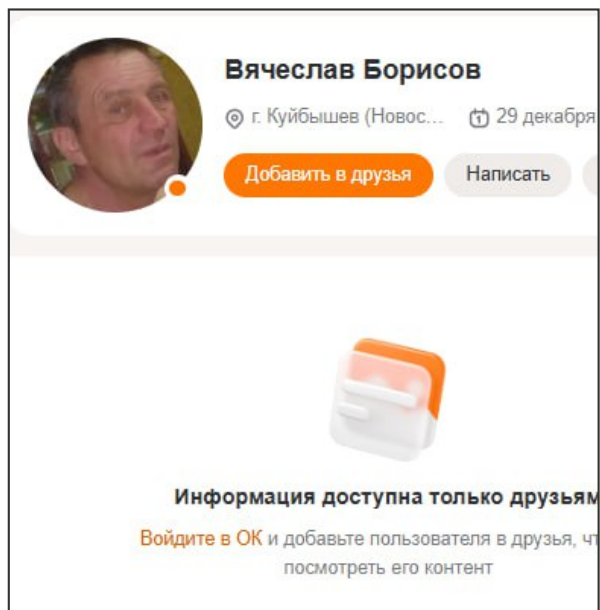 Вячеслав Борисов
г. Куйбышев (Новос... 29 декабря
Добавить в друзья Написать
Информация доступна только друзьям
Войдите в ОК и добавьте пользователя в друзья, чт
посмотреть его контент